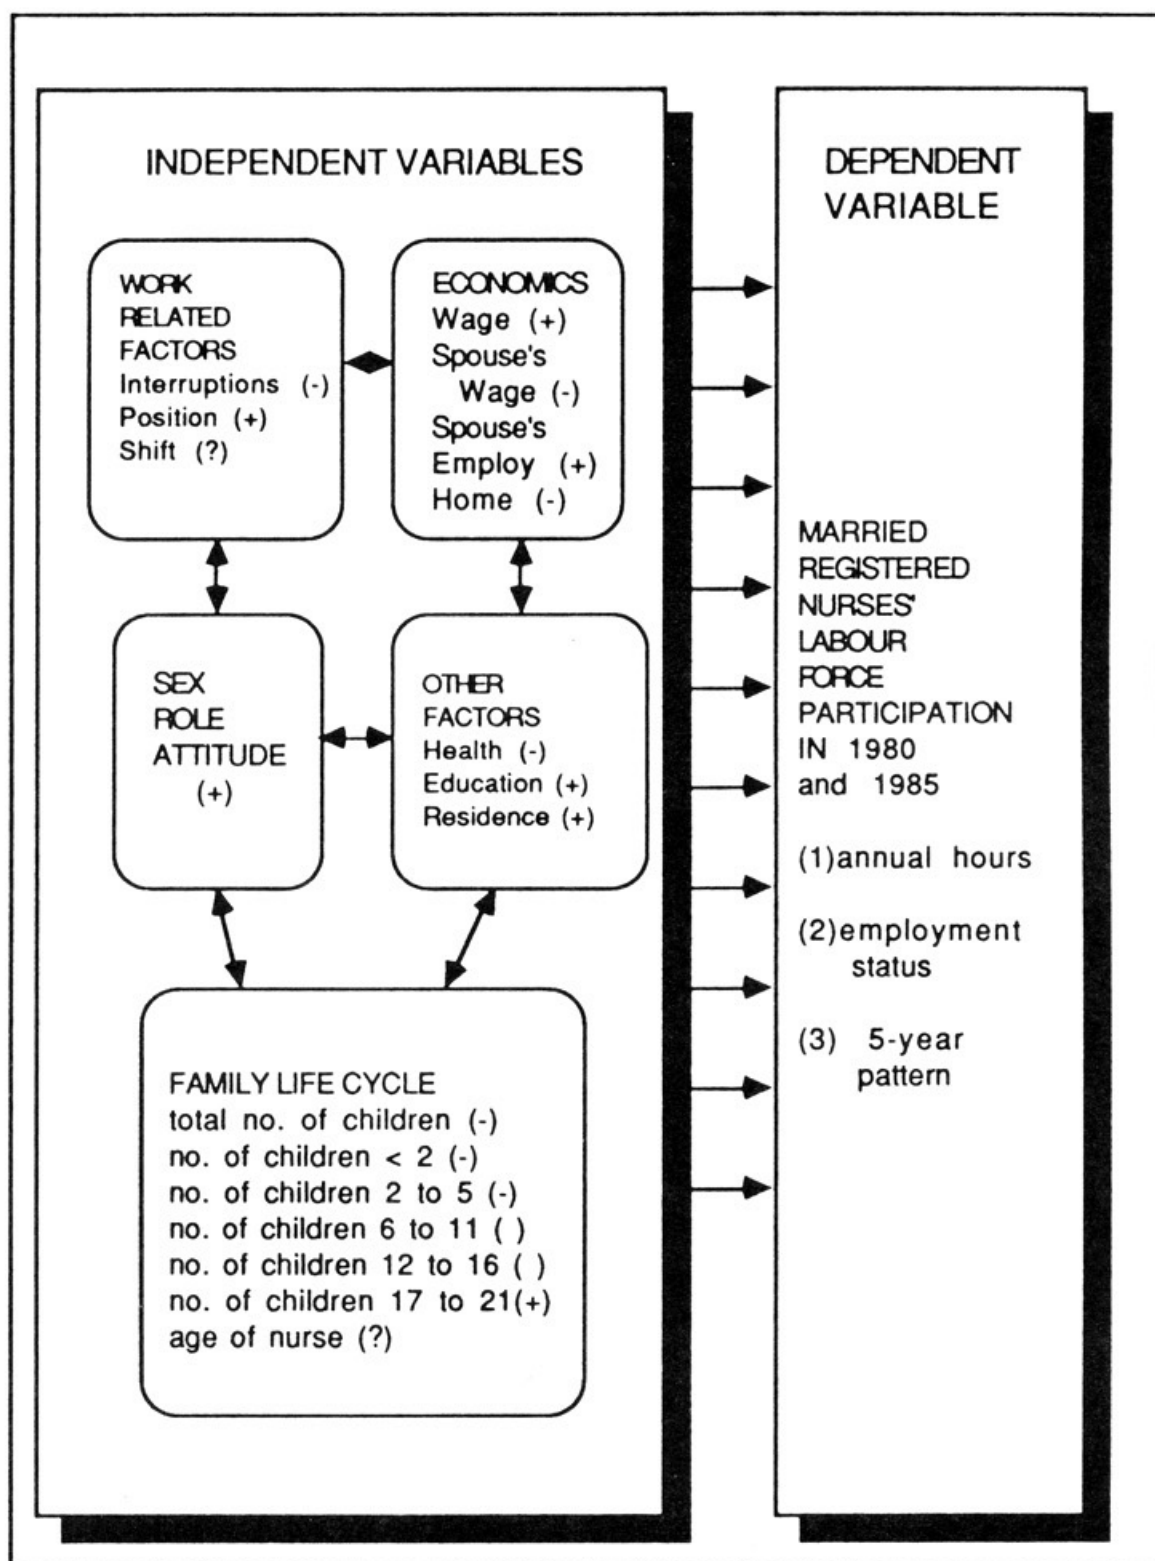 INDEPENDENT VARIABLES
WORK
RELATED
FACTORS
Interruptions (-)
Position (+)
Shift (?)
ECONOMICS
Wage (+)
Spouse's
Wage (-)
Spouse's
Employ (+)
Home (-)
SEX
ROLE
ATTITUDE
(+)
OTHER
FACTORS
Health (-)
Education (+)
Residence (+)
FAMILY LIFE CYCLE
total no. of children (-)
no. of children < 2 (-)
no. of children 2 to 5 (-)
no. of children 6 to 11 ( )
no. of children 12 to 16 ( )
no. of children 17 to 21(+)
age of nurse (?)
DEPENDENT
VARIABLE
MARRIED
REGISTERED
NURSES'
LABOUR
FORCE
PARTICIPATION
IN 1980
and 1985
(1)annual hours
(2)employment
status
(3) 5-year
pattern